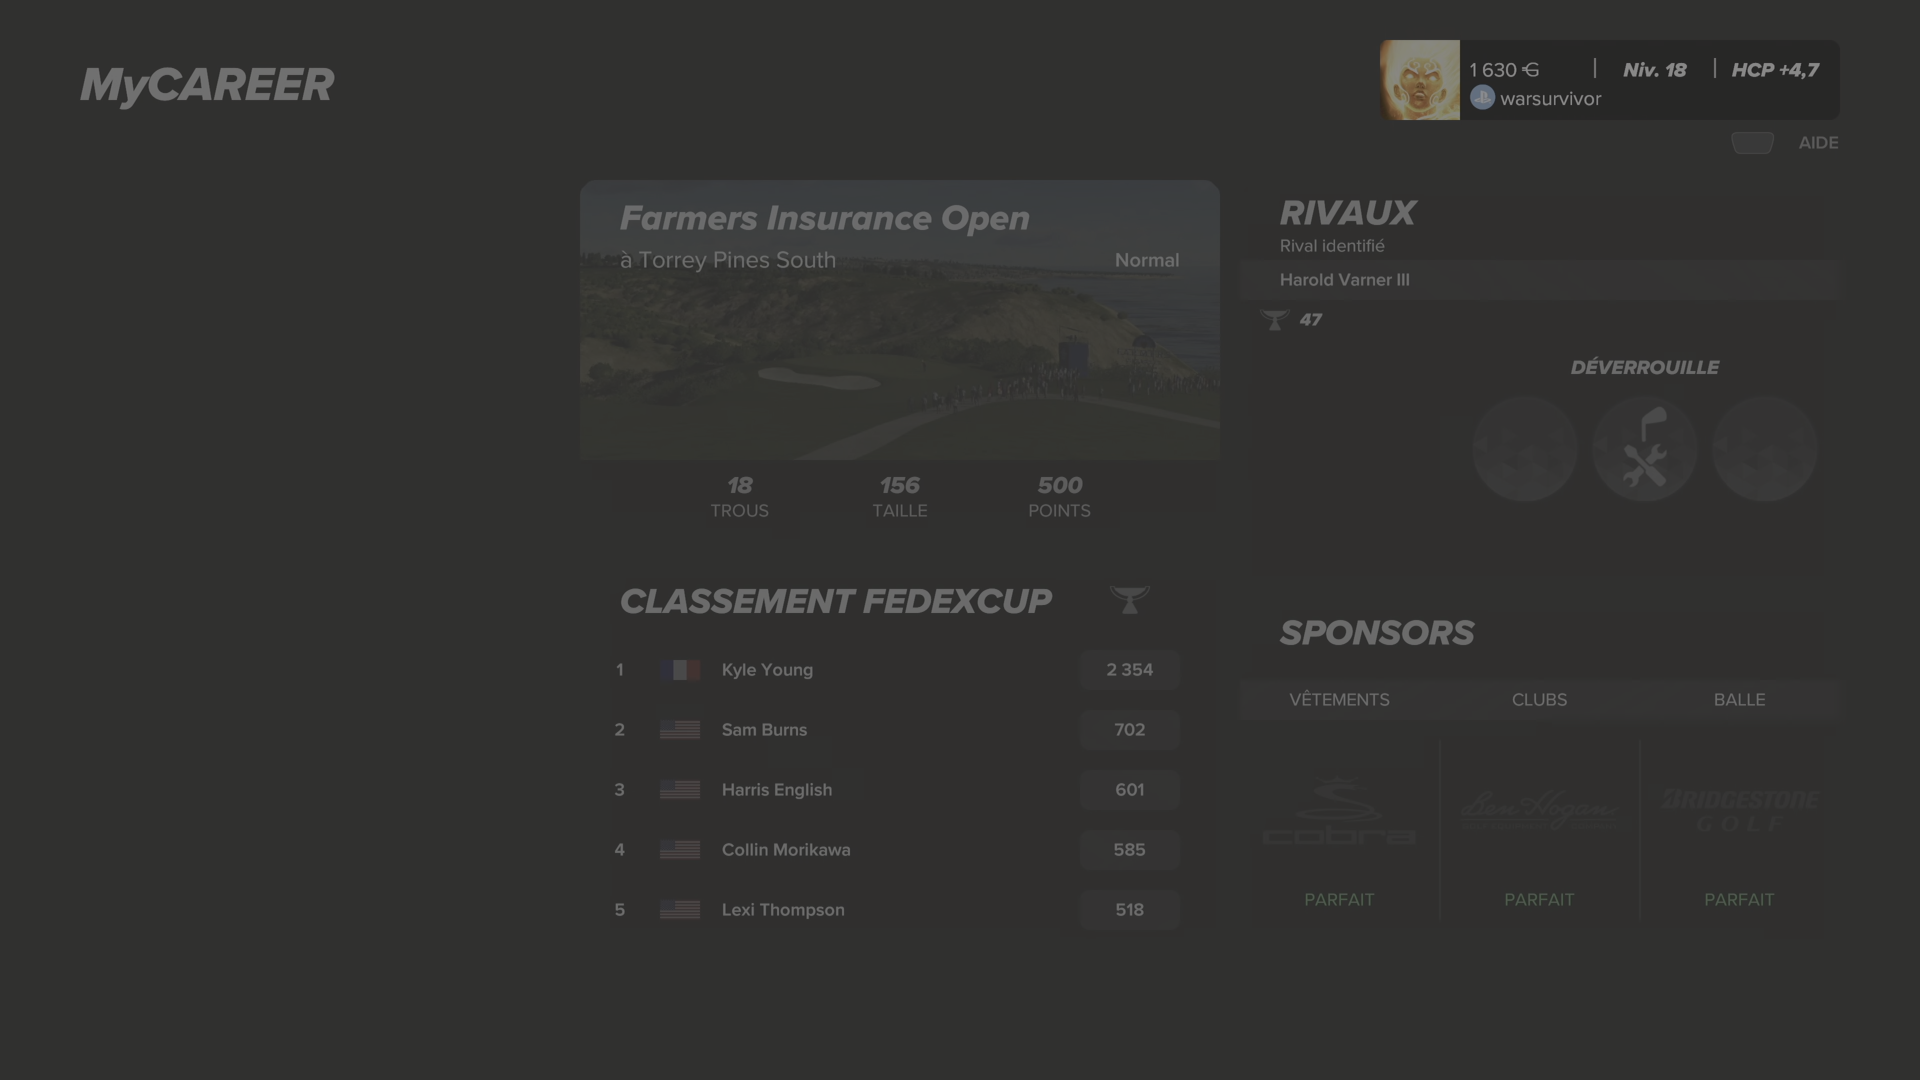 MyCAREER
1 630
Niv. 18
HCP +4,7
warsurvivor
AIDE
Farmers Insurance Open
à Torrey Pines South
Normal
18
TROUS
156
TAILLE
500
POINTS
RIVAUX
Rival identifié
Harold Varner III
47
DÉVERROUILLE
CLASSEMENT FEDEXCUP
1 Kyle Young 2 354
2 Sam Burns 702
3 Harris English 601
4 Collin Morikawa 585
5 Lexi Thompson 518
SPONSORS
VÊTEMENTS
CLUBS
BALLE
cobra
Ben Hogan
BRIDGESTONE
GOLF
PARFAIT
PARFAIT
PARFAIT